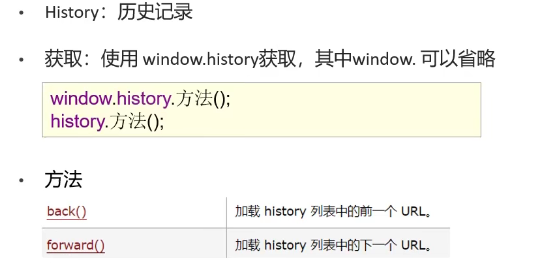 • History：历史记录
• 获取：使用 window.history获取，其中window. 可以省略
window.history.方法();
history.方法();
• 方法
back() 加载 history 列表中的前一个 URL。
forward() 加载 history 列表中的下一个 URL。